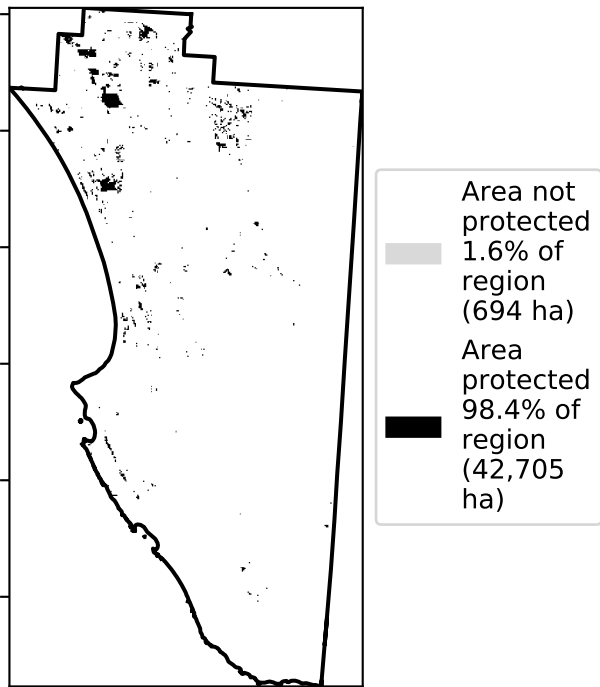 Area not
protected
1.6% of
region
(694 ha)
Area
protected
98.4% of
region
(42,705
ha)